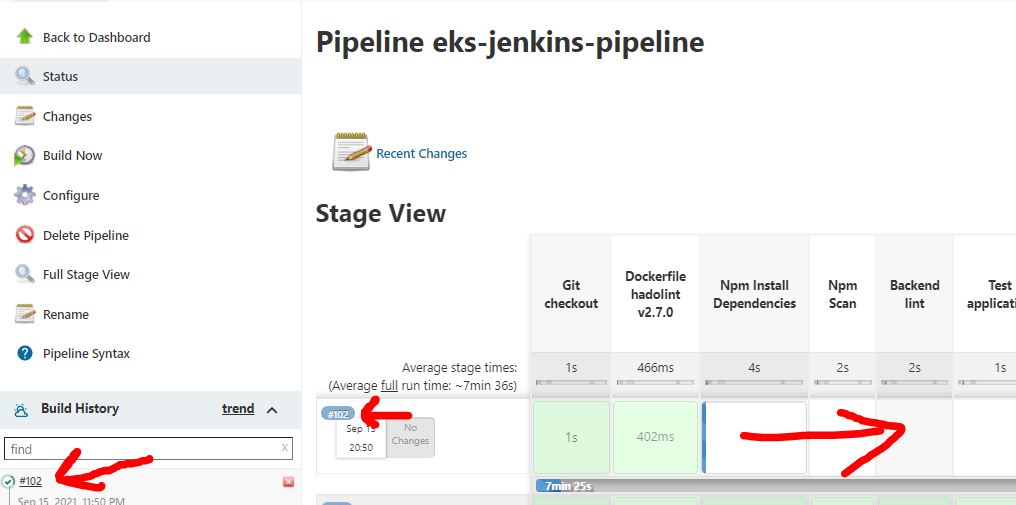 Back to Dashboard
Status
Changes
Build Now
Configure
Delete Pipeline
Full Stage View
Rename
Pipeline Syntax
Build History
trend
find
x
#102
Sep 15, 2021, 11:50 PM
Pipeline eks-jenkins-pipeline
Recent Changes
Stage View
Git
checkout
Dockerfile
hadolint
v2.7.0
Npm Install
Dependencies
Npm
Scan
Backend
lint
Test
applicati
Average stage times:
(Average full run time: ~7min 36s)
1s
466ms
4s
2s
2s
1s
#102
Sep 15
20:50
No
Changes
1s
402ms
7min 25s